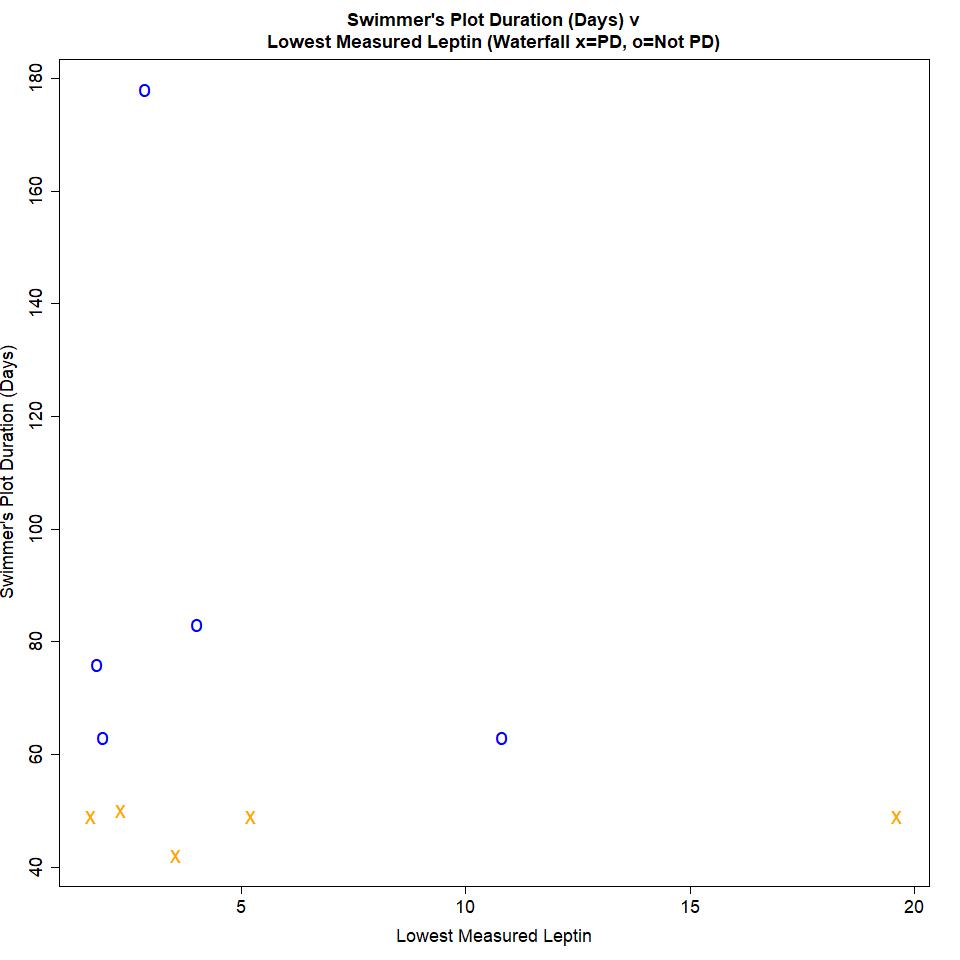 Swimmer's Plot Duration (Days) v
Lowest Measured Leptin (Waterfall x=PD, o=Not PD)
Swimmer's Plot Duration (Days)
180
160
140
120
100
80
60
40
5 10 15 20
Lowest Measured Leptin